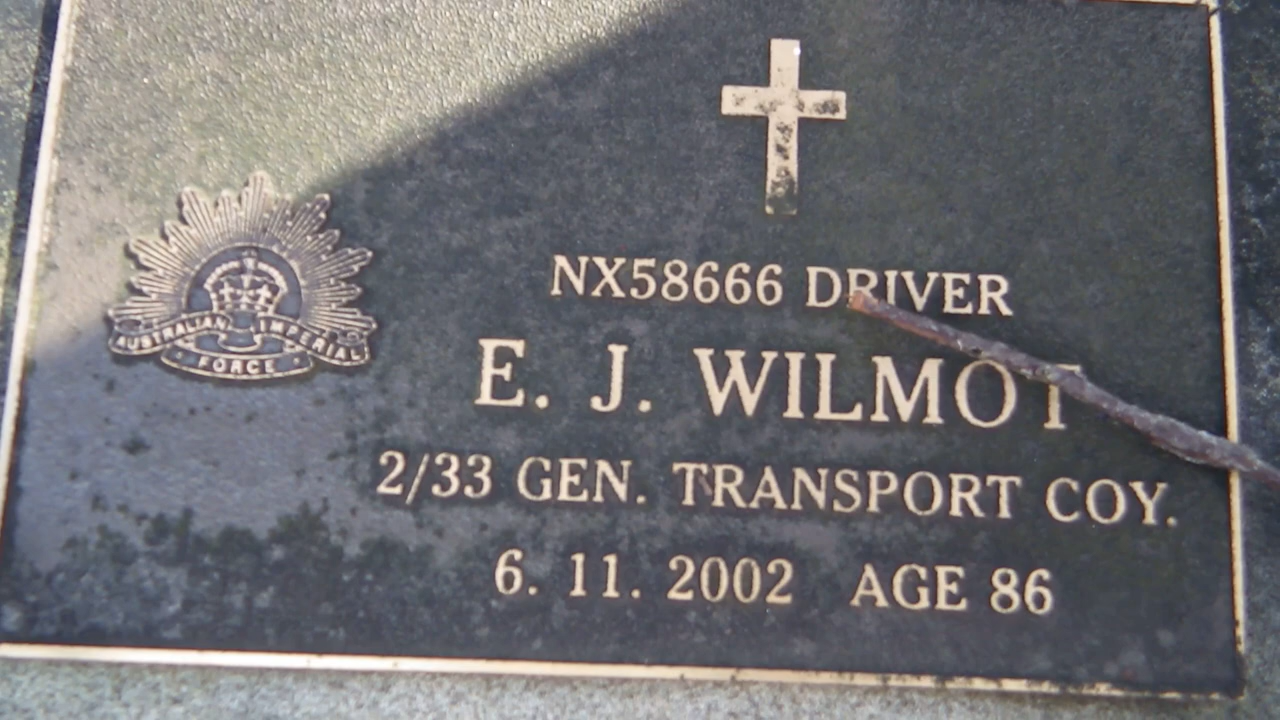 AUSTRALIAN IMPERIAL
FORCE
NX58666 DRIVER
E. J. WILMOT
2/33 GEN. TRANSPORT COY.
6. 11. 2002 AGE 86